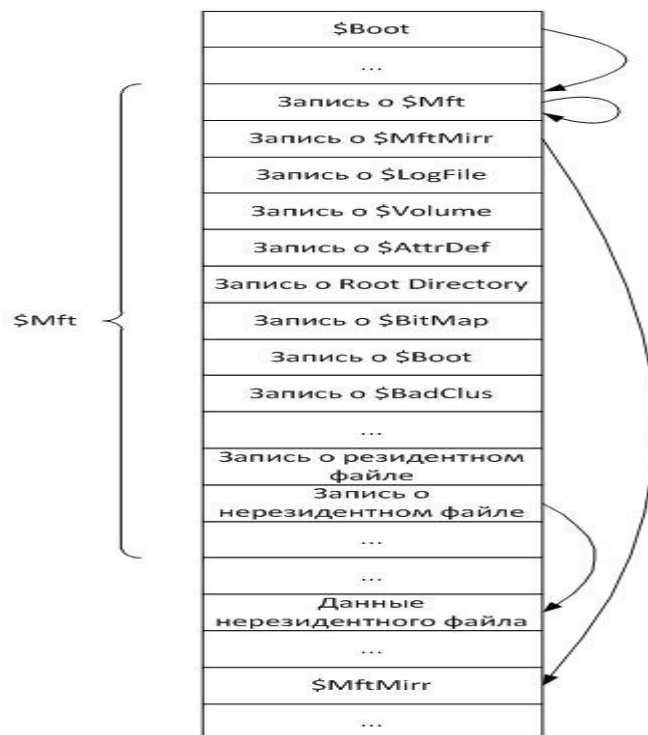 $Boot
...
Запись о $Mft
Запись о $MftMirr
Запись о $LogFile
Запись о $Volume
Запись о $AttrDef
Запись о Root Directory
$Mft
Запись о $BitMap
Запись о $Boot
Запись о $BadClus
...
Запись о резидентном
файле
Запись о
нерезидентном файле
...
...
Данные
нерезидентного файла
...
$MftMirr
...